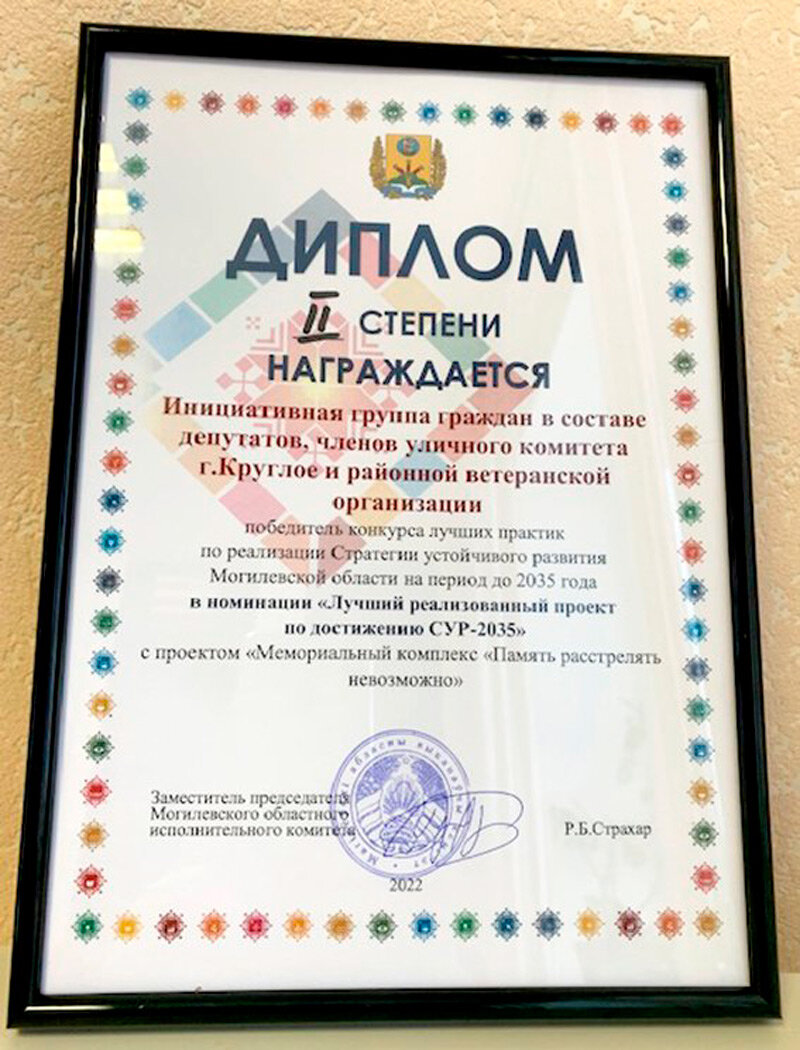 ДИПЛОМ
II СТЕПЕНИ
НАГРАЖДАЕТСЯ
Инициативная группа граждан в составе
депутатов, членов уличного комитета
г.Круглое и районной ветеранской
организации
победитель конкурса лучших практик
по реализации Стратегии устойчивого развития
Могилевской области на период до 2035 года
в номинации «Лучший реализованный проект
по достижению СУР-2035»
с проектом «Мемориальный комплекс «Память расстрелять
невозможно»
Заместитель председателя
Могилевского областного
исполнительного комитета
Р.Б.Страхар
2022